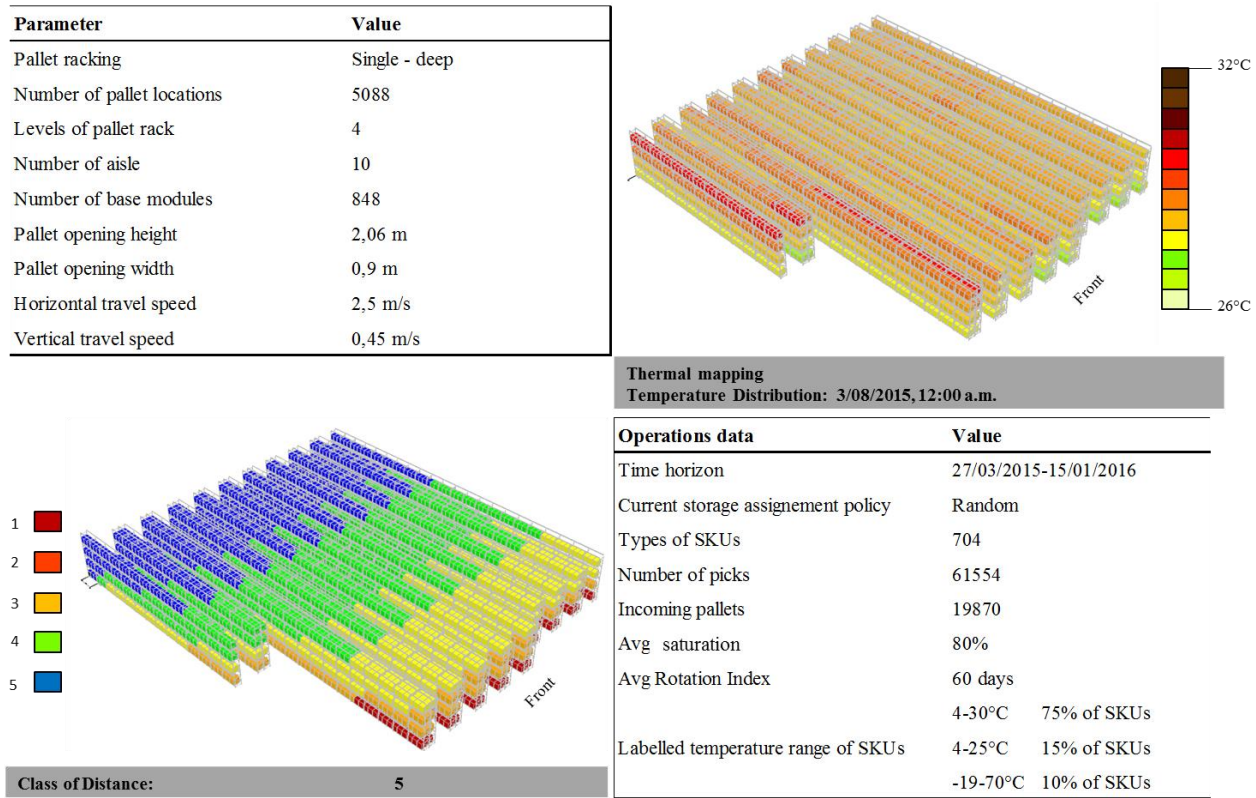 Parameter Value
Pallet racking Single - deep
Number of pallet locations 5088
Levels of pallet rack 4
Number of aisle 10
Number of base modules 848
Pallet opening height 2,06 m
Pallet opening width 0,9 m
Horizontal travel speed 2,5 m/s
Vertical travel speed 0,45 m/s
32°C
26°C
Front
Thermal mapping
Temperature Distribution: 3/08/2015, 12:00 a.m.
1
2
3
4
5
Front
Class of Distance: 5
Operations data Value
Time horizon 27/03/2015-15/01/2016
Current storage assignement policy Random
Types of SKUs 704
Number of picks 61554
Incoming pallets 19870
Avg saturation 80%
Avg Rotation Index 60 days
4-30°C 75% of SKUs
Labelled temperature range of SKUs 4-25°C 15% of SKUs
-19-70°C 10% of SKUs